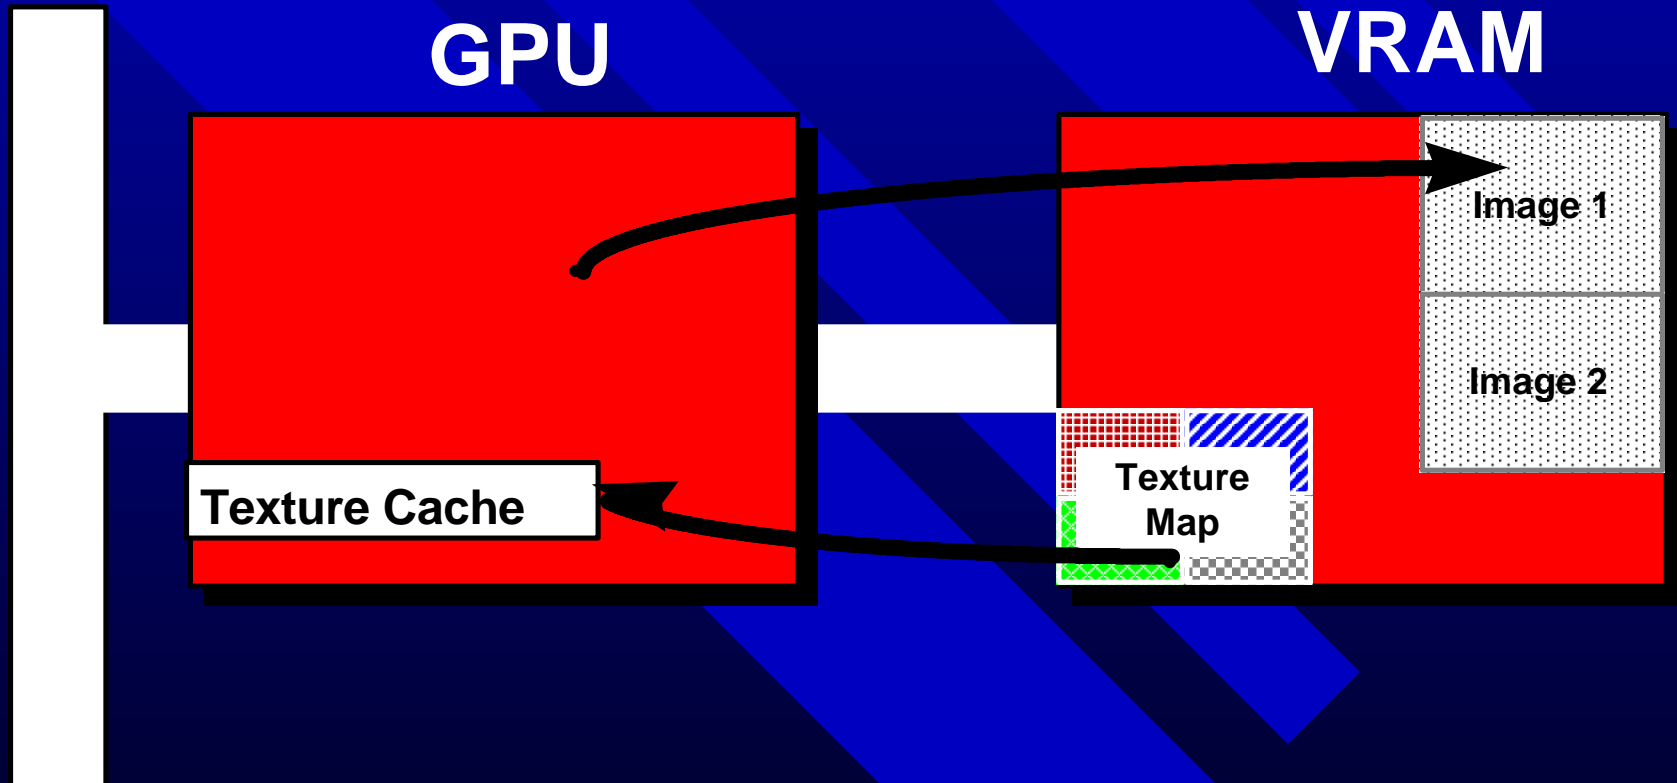 GPU
VRAM
Image 1
Image 2
Texture
Map
Texture Cache